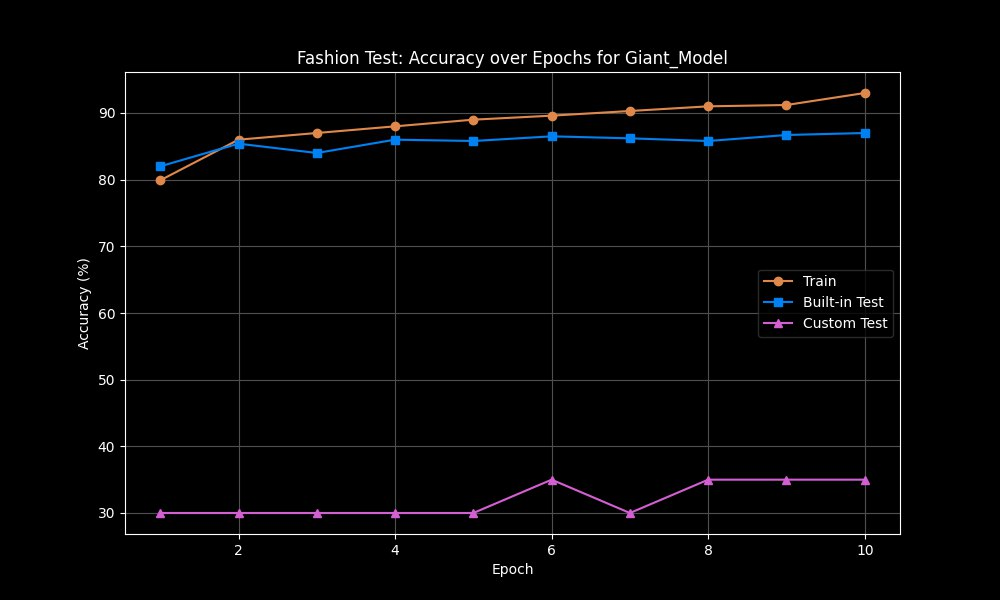 Fashion Test: Accuracy over Epochs for Giant_Model
90
80
70
60
50
40
30
Accuracy (%)
Train
Built-in Test
Custom Test
2 4 6 8 10
Epoch